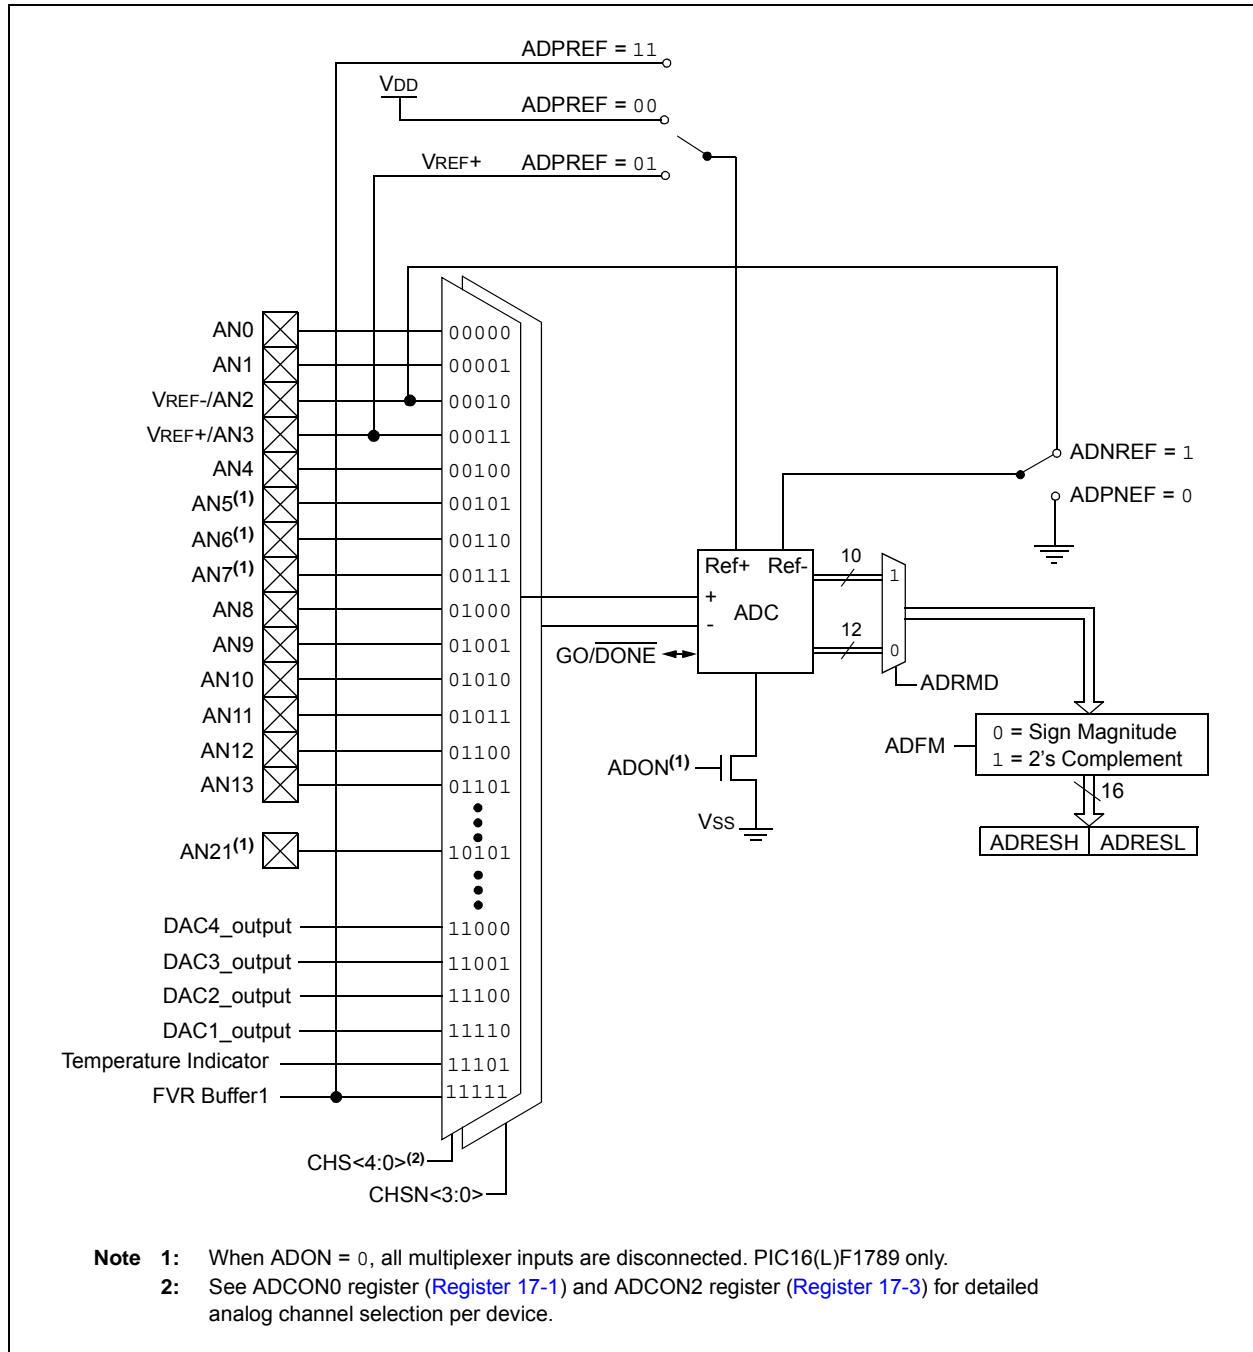 ADPREF = 11
VDD
ADPREF = 00
VREF+ ADPREF = 01
AN0 00000
AN1 00001
VREF-/AN2 00010
VREF+/AN3 00011
AN4 00100
AN5(1) 00101
AN6(1) 00110
AN7(1) 00111
AN8 01000
AN9 01001
AN10 01010
AN11 01011
AN12 01100
AN13 01101
AN21(1) 10101
DAC4_output 11000
DAC3_output 11001
DAC2_output 11100
DAC1_output 11110
Temperature Indicator 11101
FVR Buffer1 11111
CHS<4:0>(2)
CHSN<3:0>
ADNREF = 1
ADPNEF = 0
Ref+ Ref-
+
ADC
-
GO/DONE
10
1
12
0
ADRMD
ADON(1)
VSS
ADFM
0 = Sign Magnitude
1 = 2's Complement
16
ADRESH ADRESL
Note 1: When ADON = 0, all multiplexer inputs are disconnected. PIC16(L)F1789 only.
2: See ADCON0 register (Register 17-1) and ADCON2 register (Register 17-3) for detailed
analog channel selection per device.